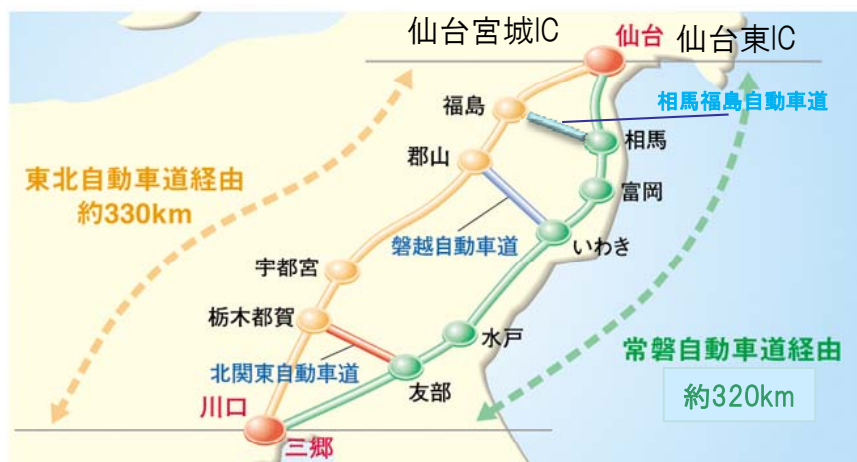 仙台宮城IC
仙台
仙台東IC
相馬福島自動車道
福島
相馬
郡山
富岡
東北自動車道経由
約330km
磐越自動車道
いわき
宇都宮
栃木都賀
水戸
北関東自動車道
友部
常磐自動車道経由
約320km
川口
三郷